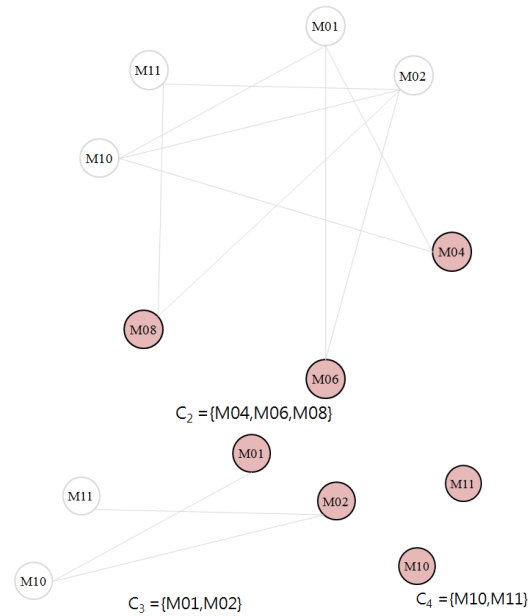 M01
M11
M02
M10
M04
M08
M06
C₂ ={M04,M06,M08}
M01
M11
M11
M02
M10
M10
C₃ ={M01,M02}
C₄ ={M10,M11}